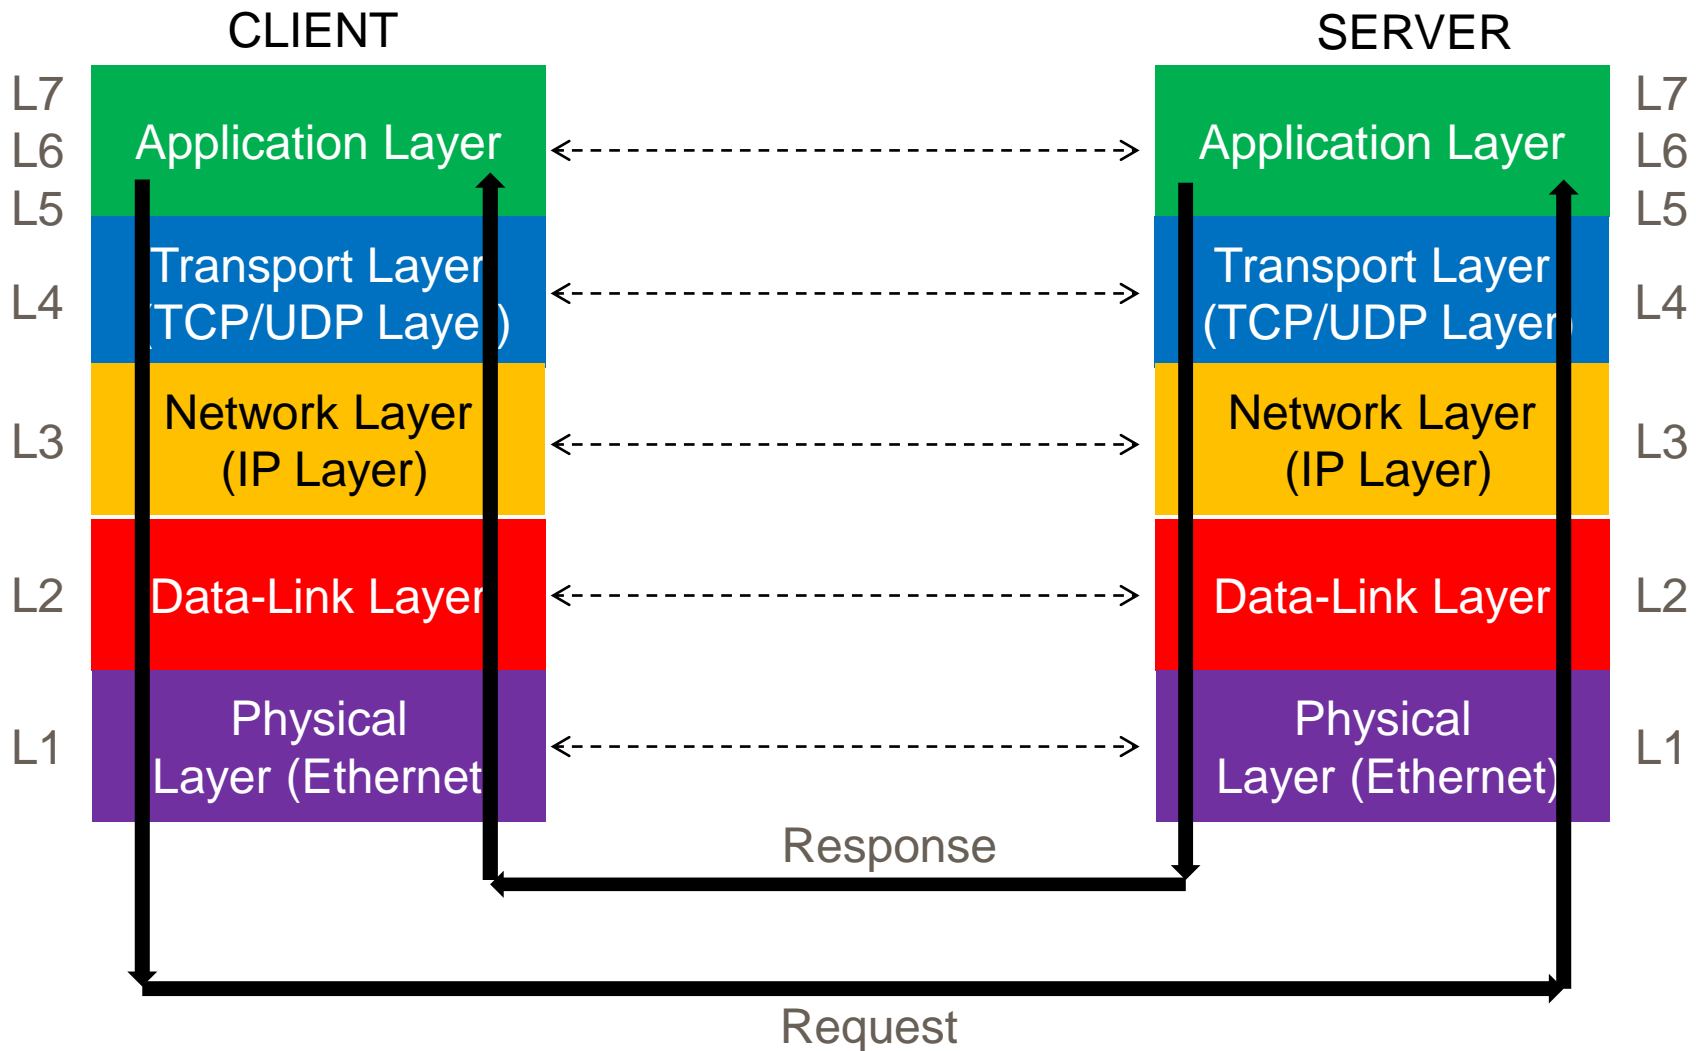 CLIENT
SERVER
L7
L6
L5
L4
L3
L2
L1
Application Layer
Transport Layer
(TCP/UDP Layer)
Network Layer
(IP Layer)
Data-Link Layer
Physical
Layer (Ethernet
Application Layer
Transport Layer
(TCP/UDP Layer)
Network Layer
(IP Layer)
Data-Link Layer
Physical
Layer (Ethernet)
L7
L6
L5
L4
L3
L2
L1
Response
Request